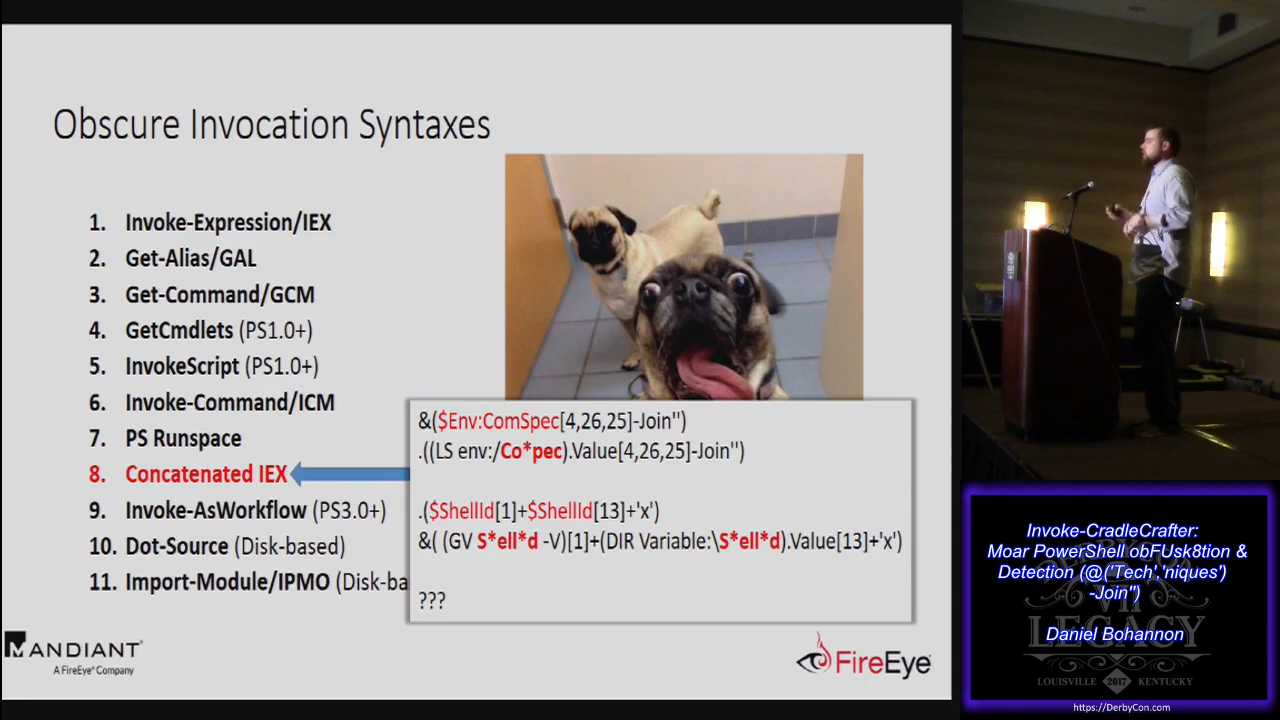 Obscure Invocation Syntaxes
1. Invoke-Expression/IEX
2. Get-Alias/GAL
3. Get-Command/GCM
4. GetCmdlets (PS1.0+)
5. InvokeScript (PS1.0+)
6. Invoke-Command/ICM
7. PS Runspace
8. Concatenated IEX
9. Invoke-AsWorkflow (PS3.0+)
10. Dot-Source (Disk-based)
11. Import-Module/IPMO (Disk-ba
&($Env:ComSpec[4,26,25]-Join'')
.((LS env:/Co*pec).Value[4,26,25]-Join'')
.($ShellId[1]+$ShellId[13]+'x')
&( (GV S*ell*d -V)[1]+(DIR Variable:\S*ell*d).Value[13]+'x')
???
MANDIANT
A FireEye® Company
FireEye
Invoke-CradleCrafter:
Moar PowerShell obFUsk8tion &
Detection (@('Tech','niques')
-Join'')
Daniel Bohannon
VII
LEGACY
LOUISVILLE 2017 KENTUCKY
https://DerbyCon.com